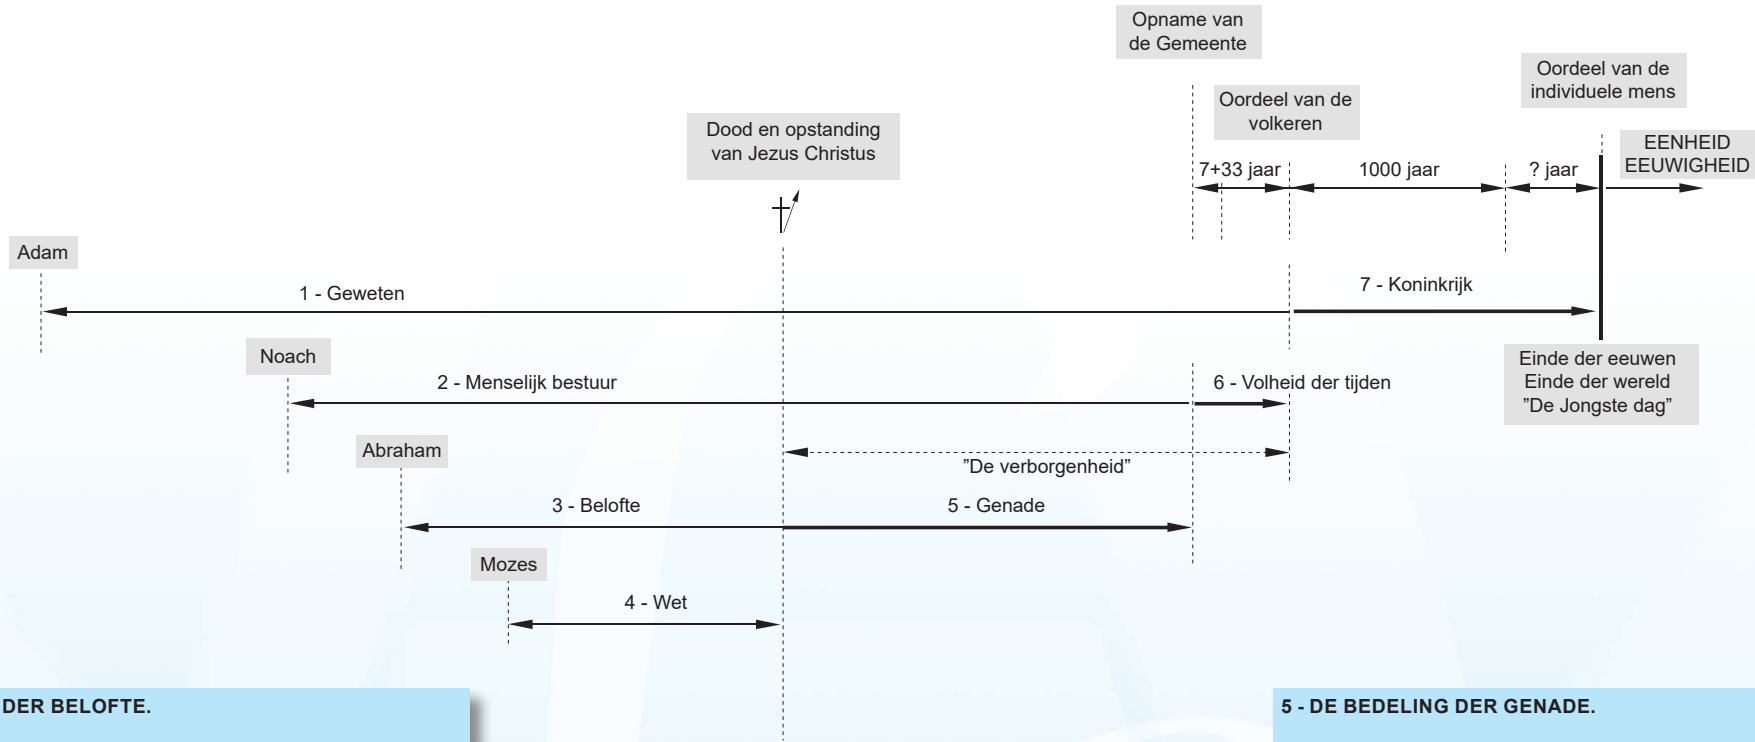 Opname van
de Gemeente
Oordeel van de
individuele mens
Oordeel van de
volkeren
Dood en opstanding
van Jezus Christus
EENHEID
EEUWIGHEID
7+33 jaar
1000 jaar
? jaar
Adam
1 - Geweten
7 - Koninkrijk
Noach
2 - Menselijk bestuur
6 - Volheid der tijden
Einde der eeuwen
Einde der wereld
”De Jongste dag”
Abraham
”De verborgenheid”
3 - Belofte
5 - Genade
Mozes
4 - Wet
DER BELOFTE.
5 - DE BEDELING DER GENADE.